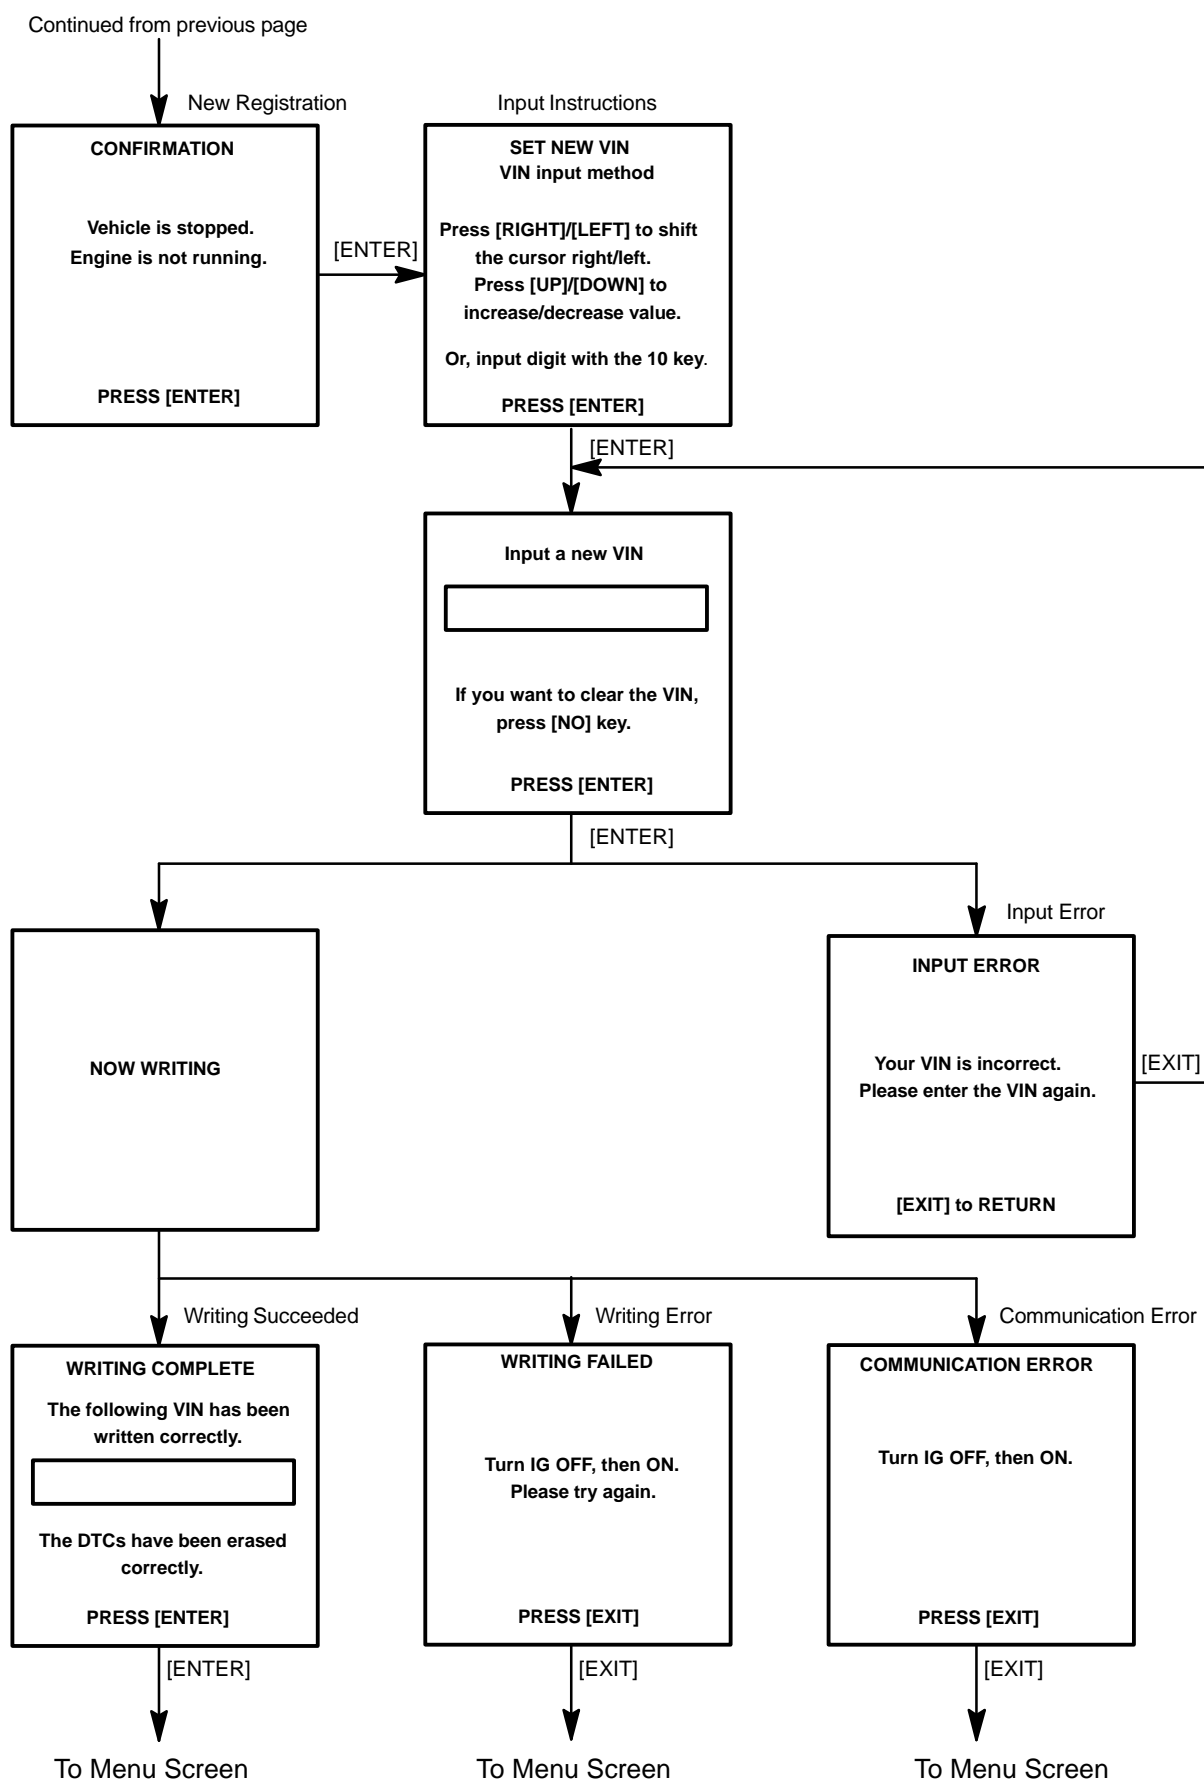 Continued from previous page
New Registration
CONFIRMATION
Vehicle is stopped.
Engine is not running.
PRESS [ENTER]
[ENTER]
Input Instructions
SET NEW VIN
VIN input method
Press [RIGHT]/[LEFT] to shift
the cursor right/left.
Press [UP]/[DOWN] to
increase/decrease value.
Or, input digit with the 10 key.
PRESS [ENTER]
[ENTER]
Input a new VIN
If you want to clear the VIN,
press [NO] key.
PRESS [ENTER]
[ENTER]
NOW WRITING
Input Error
INPUT ERROR
Your VIN is incorrect.
Please enter the VIN again.
[EXIT] to RETURN
[EXIT]
Writing Succeeded
WRITING COMPLETE
The following VIN has been
written correctly.
The DTCs have been erased
correctly.
PRESS [ENTER]
[ENTER]
To Menu Screen
Writing Error
WRITING FAILED
Turn IG OFF, then ON.
Please try again.
PRESS [EXIT]
[EXIT]
To Menu Screen
Communication Error
COMMUNICATION ERROR
Turn IG OFF, then ON.
PRESS [EXIT]
[EXIT]
To Menu Screen